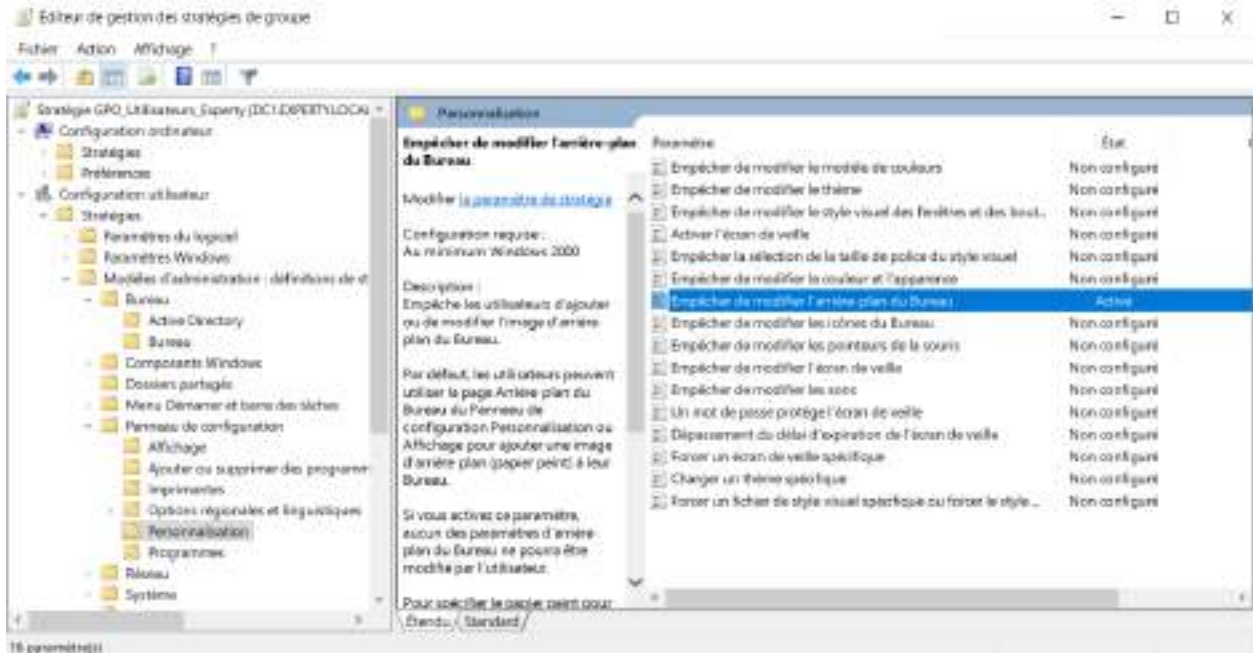 Éditeur de gestion des stratégies de groupe
Fichier Action Affichage ?
Stratégie GPO_Utilisateurs_Experty [DC1.EXPERTY.LOCAL
Configuration ordinateur
Stratégies
Préférences
Configuration utilisateur
Stratégies
Paramètres du logiciel
Paramètres Windows
Modèles d'administration : définitions de st
Bureau
Active Directory
Bureau
Composants Windows
Dossiers partagés
Menu Démarrer et barre des tâches
Panneau de configuration
Affichage
Ajouter ou supprimer des programm
Imprimantes
Options régionales et linguistiques
Personnalisation
Programmes
Réseau
Système
Personnalisation
Empêcher de modifier l'arrière-plan
du Bureau
Modifier le paramètre de stratégie
Configuration requise :
Au minimum Windows 2000
Description :
Empêche les utilisateurs d'ajouter
ou de modifier l'image d'arrière-
plan du Bureau.
Par défaut, les utilisateurs peuvent
utiliser la page Arrière-plan du
Bureau du Panneau de
configuration Personnalisation ou
Affichage pour ajouter une image
d'arrière-plan (papier peint) à leur
Bureau.
Si vous activez ce paramètre,
aucun des paramètres d'arrière-
plan du Bureau ne pourra être
modifié par l'utilisateur.
Pour spécifier le papier peint pour
Paramètre État
Empêcher de modifier le modèle de couleurs Non configuré
Empêcher de modifier le thème Non configuré
Empêcher de modifier le style visuel des fenêtres et des bout... Non configuré
Activer l'écran de veille Non configuré
Empêcher la sélection de la taille de police du style visuel Non configuré
Empêcher de modifier la couleur et l'apparence Non configuré
Empêcher de modifier l'arrière-plan du Bureau Activé
Empêcher de modifier les icônes du Bureau Non configuré
Empêcher de modifier les pointeurs de la souris Non configuré
Empêcher de modifier l'écran de veille Non configuré
Empêcher de modifier les sons Non configuré
Un mot de passe protège l'écran de veille Non configuré
Dépassement du délai d'expiration de l'écran de veille Non configuré
Forcer un écran de veille spécifique Non configuré
Charger un thème spécifique Non configuré
Forcer un fichier de style visuel spécifique ou forcer le style ... Non configuré
Étendu Standard
16 paramètre(s)